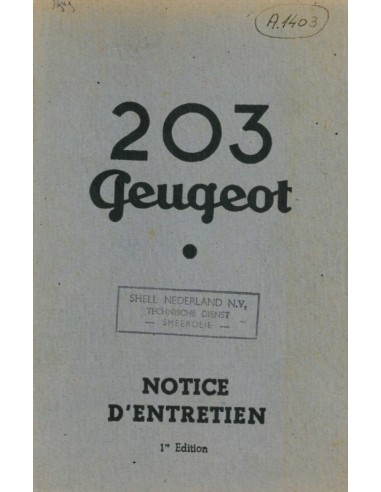 A.1403
203
Peugeot
SHELL NEDERLAND N.V.
TECHNISCHE DIENST
— SMEEROLIE —
NOTICE
D'ENTRETIEN
1re Edition